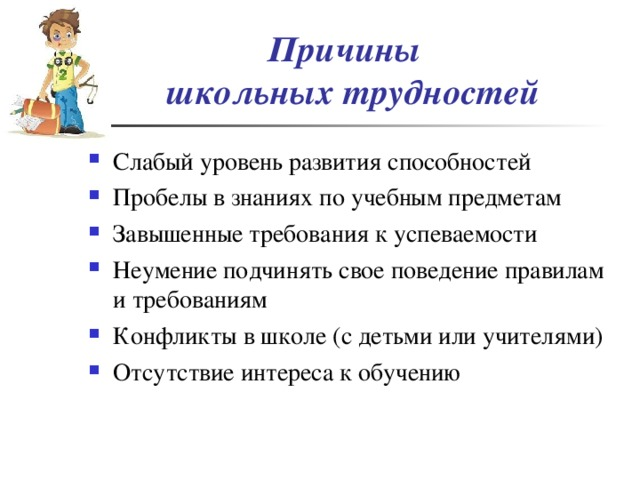 Причины
школьных трудностей
Слабый уровень развития способностей
Пробелы в знаниях по учебным предметам
Завышенные требования к успеваемости
Неумение подчинять свое поведение правилам
и требованиям
Конфликты в школе (с детьми или учителями)
Отсутствие интереса к обучению
2